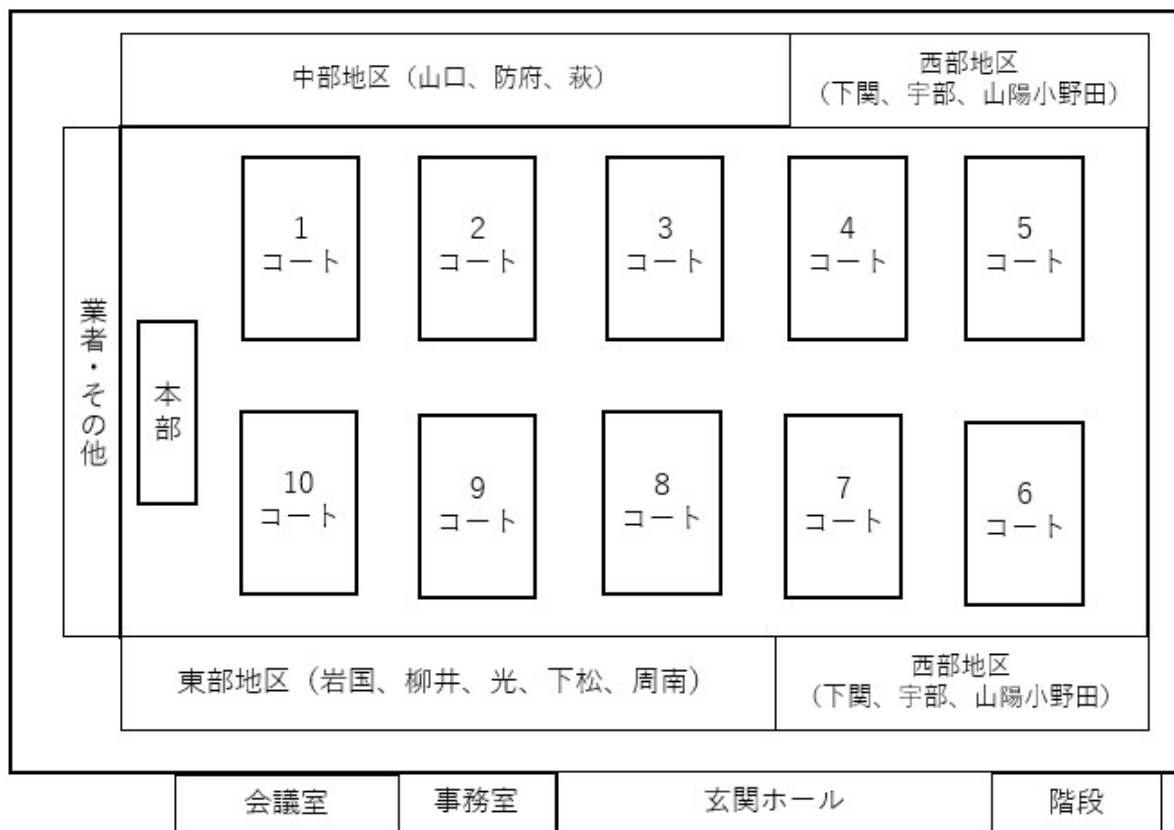 中部地区（山口、防府、萩）
西部地区
（下関、宇部、山陽小野田）
1
コート
2
コート
3
コート
4
コート
5
コート
業者・その他
本部
10
コート
9
コート
8
コート
7
コート
6
コート
東部地区（岩国、柳井、光、下松、周南）
西部地区
（下関、宇部、山陽小野田）
会議室
事務室
玄関ホール
階段